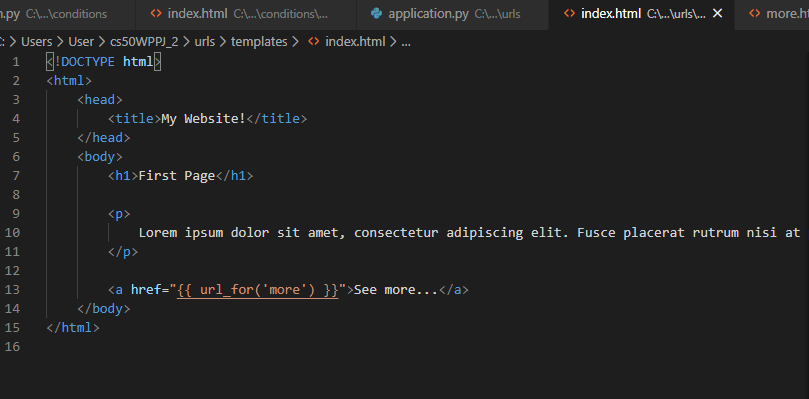 .py C:\...\conditions index.html C:\...\conditions\... application.py C:\...\urls index.html C:\...\urls\... × more.ht
C: > Users > User > cs50WPPJ_2 > urls > templates > index.html > ...
1 <!DOCTYPE html>
2 <html>
3 <head>
4 <title>My Website!</title>
5 </head>
6 <body>
7 <h1>First Page</h1>
8
9 <p>
10 Lorem ipsum dolor sit amet, consectetur adipiscing elit. Fusce placerat rutrum nisi at
11 </p>
12
13 <a href="{{ url_for('more') }}">See more...</a>
14 </body>
15 </html>
16